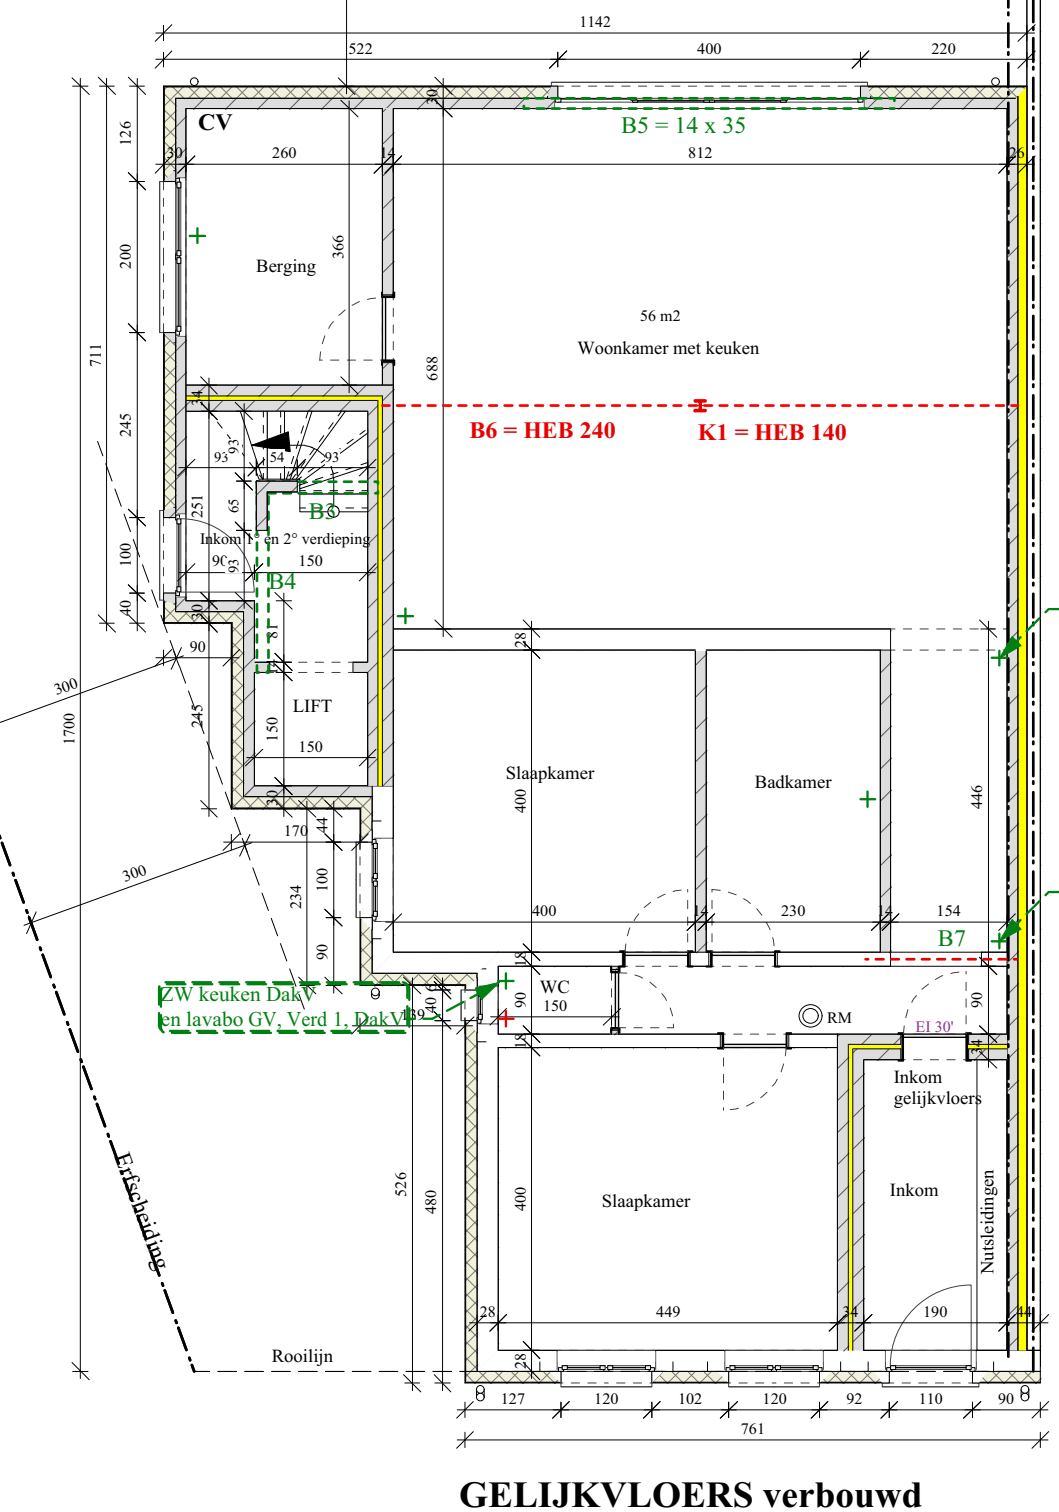 1142
522
400
220
30
CV
B5 = 14 x 35
126
30
260
14
812
26
200
366
Berging
56 m2
Woonkamer met keuken
711
688
34
245
B6 = HEB 240
K1 = HEB 140
93
93
54
93
251
65
B3
Inkom 1° en 2° verdieping
100
90
93
150
B4
40
30
81
28
90
300
1700
245
LIFT
150
150
Slaapkamer
400
Badkamer
446
30
44
170
300
234
100
90
400
14
230
14
154
B7
18
WC
150
90
90
ZW keuken DakV
en lavabo GV, Verd 1, DakV
139
40
RM
EI 30'
18
34
Inkom
gelijkvloers
Erfscheiding
526
480
400
Slaapkamer
Inkom
Nutsleidingen
28
449
34
190
44
Rooilijn
28
127
120
102
120
92
110
90
761
GELIJKVLOERS verbouwd